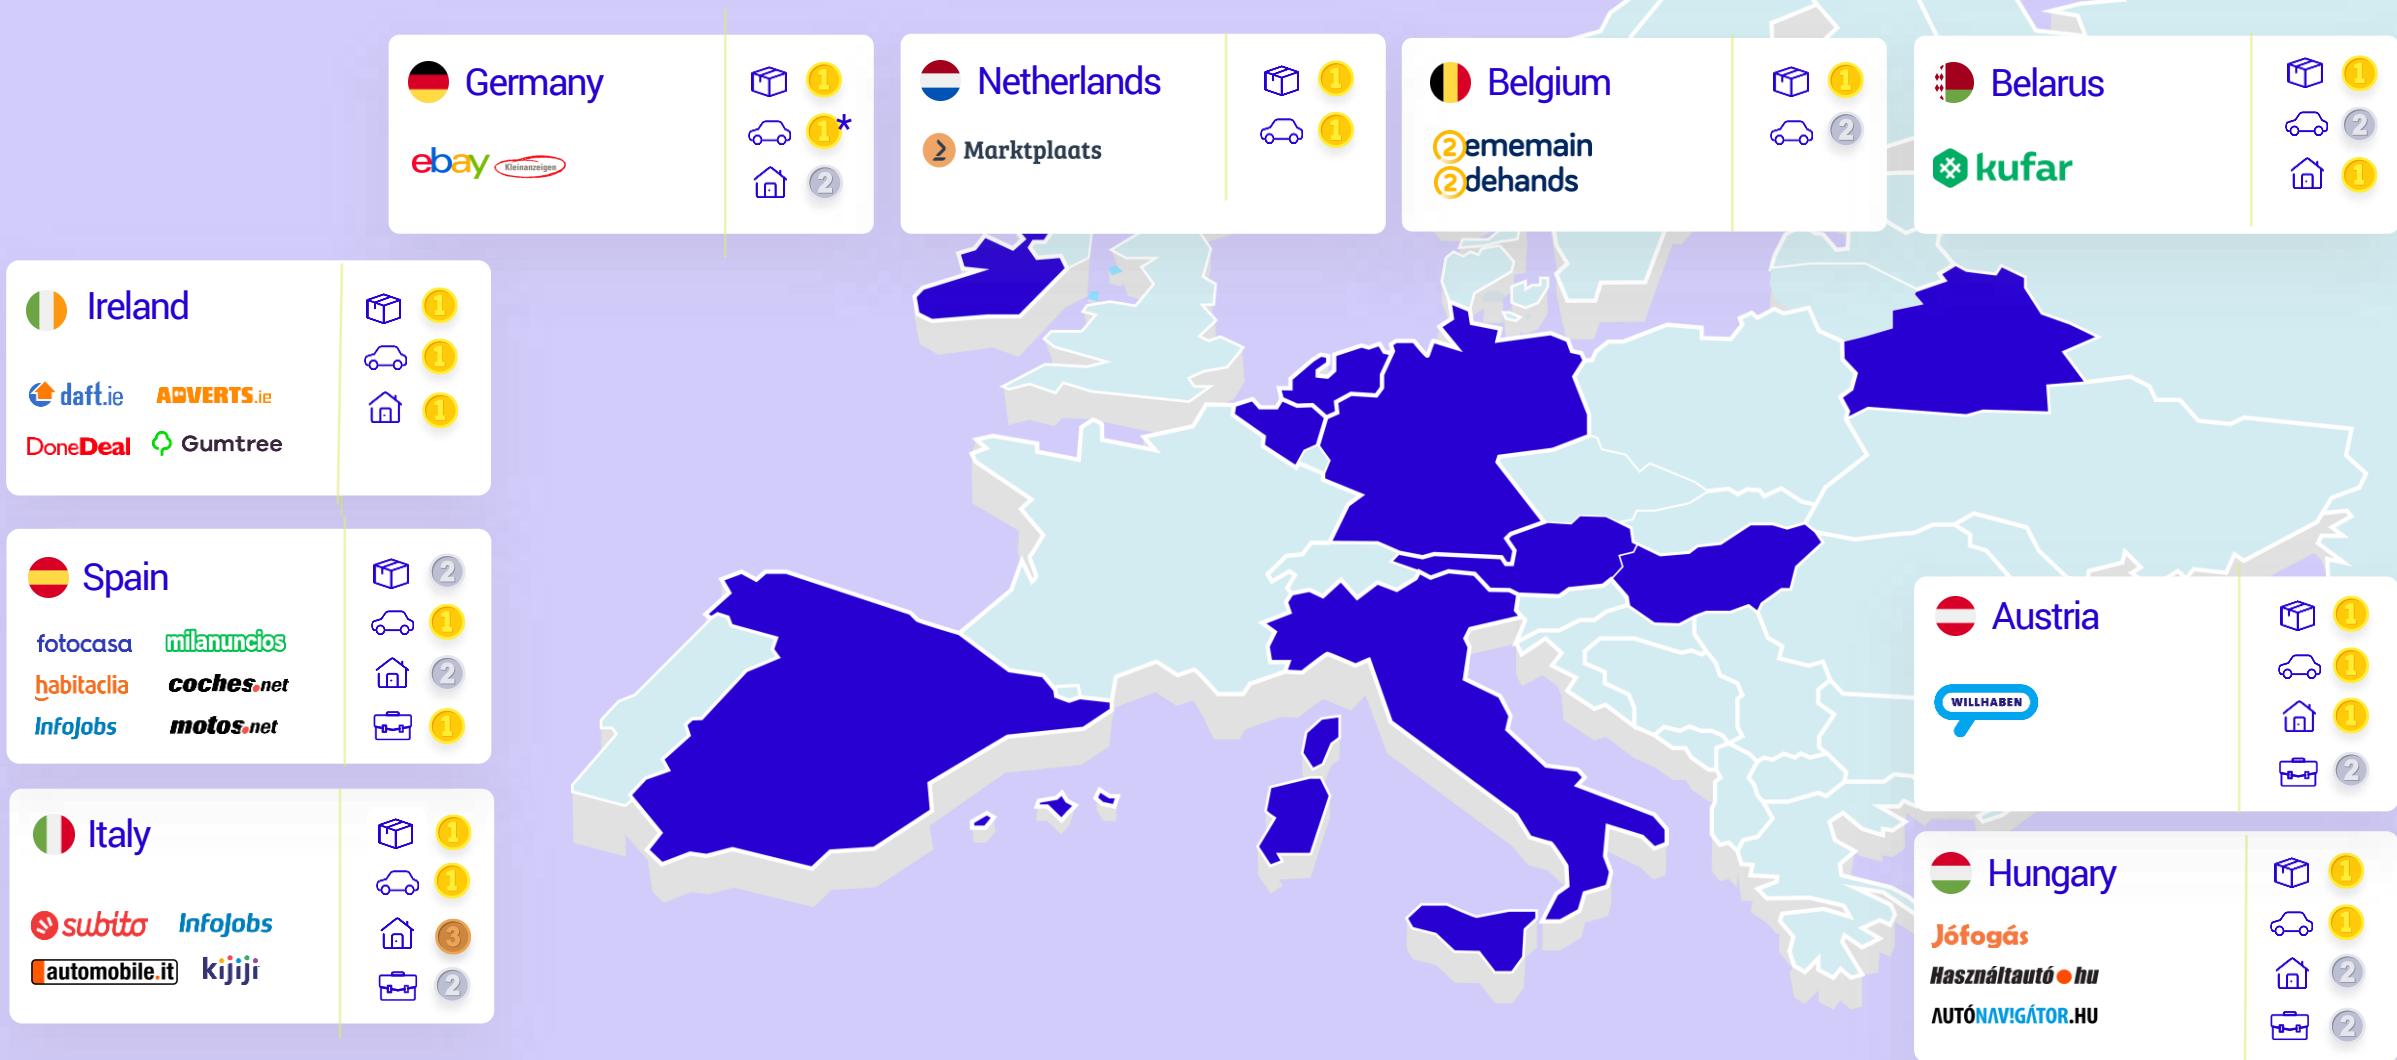 Germany
1
1*
2
ebay Kleinanzeigen
Netherlands
1
1
Marktplaats
Belgium
1
2
2ememain
2dehands
Belarus
1
2
1
kufar
Ireland
1
1
1
daft.ie
ADVERTS.ie
DoneDeal
Gumtree
Spain
2
1
2
1
fotocasa
milanuncios
habitaclia
coches.net
InfoJobs
motos.net
Italy
1
1
3
2
subito
InfoJobs
automobile.it
kijiji
Austria
1
1
1
2
WILLHABEN
Hungary
1
1
2
2
Jófogás
Használtautó.hu
AUTÓNAV!GÁTOR.HU